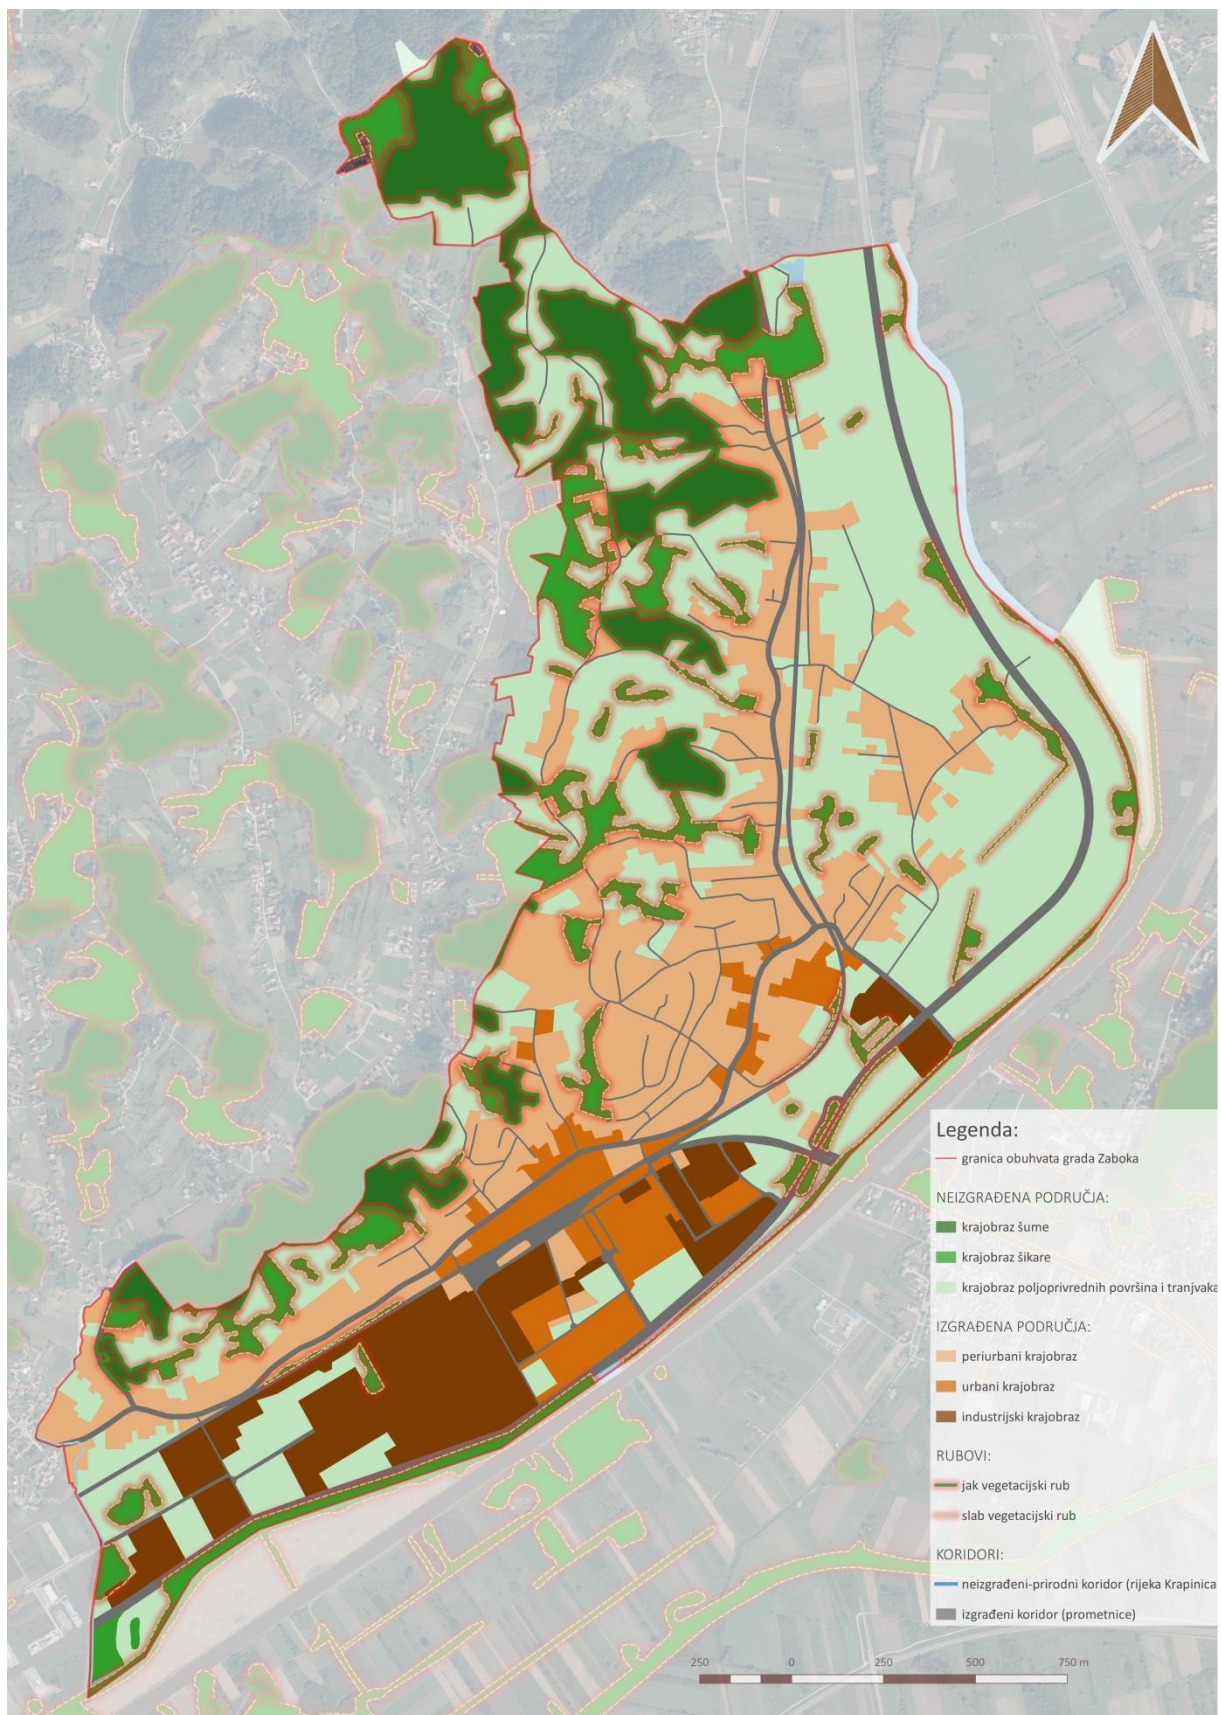 Legenda:
granica obuhvata grada Zaboka
NEIZGRAĐENA PODRUČJA:
krajobraz šume
krajobraz šikare
krajobraz poljoprivrednih površina i tranjvaka
IZGRAĐENA PODRUČJA:
periurbani krajobraz
urbani krajobraz
industrijski krajobraz
RUBOVI:
jak vegetacijski rub
slab vegetacijski rub
KORIDORI:
neizgrađeni-prirodni koridor (rijeka Krapinica
izgrađeni koridor (prometnice)
250 0 250 500 750 m